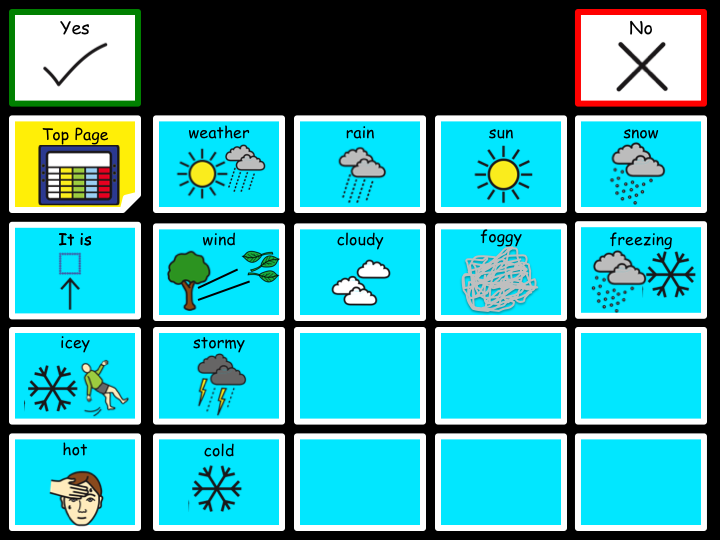 Yes
No
Top Page
weather
rain
sun
snow
It is
wind
cloudy
foggy
freezing
icey
stormy
hot
cold